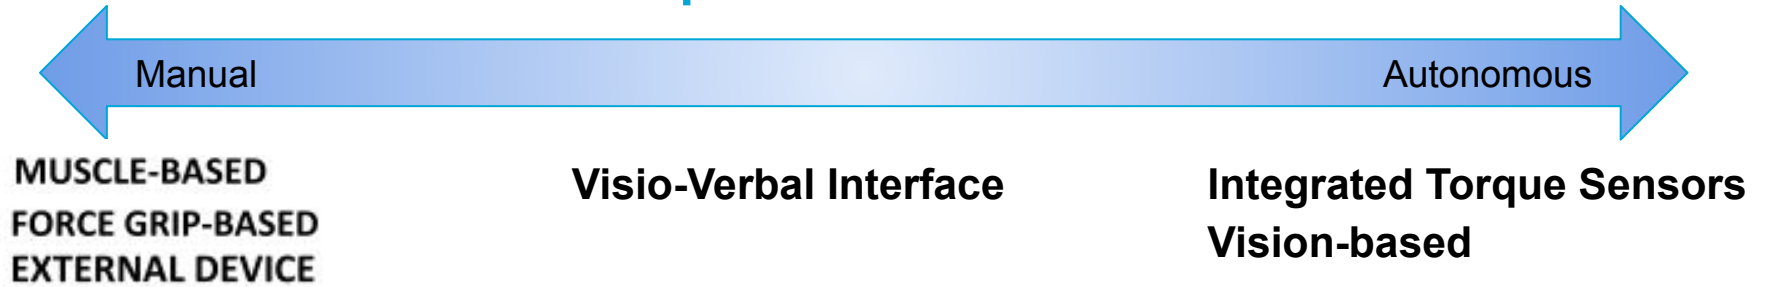 Manual
Autonomous
MUSCLE-BASED
FORCE GRIP-BASED
EXTERNAL DEVICE
Visio-Verbal Interface
Integrated Torque Sensors
Vision-based